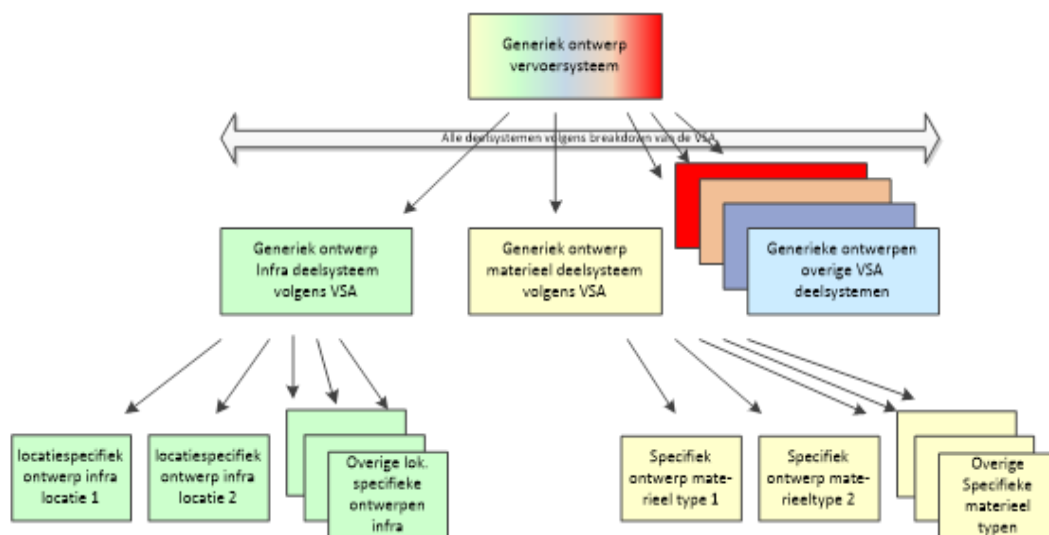 Generiek ontwerp
vervoersysteem
Alle deelsystemen volgens breakdown van de VSA
Generiek ontwerp
Infra deelsysteem
volgens VSA
Generiek ontwerp
materieel deelsysteem
volgens VSA
Generieke ontwerpen
overige VSA
deelsystemen
locatiespecifiek
ontwerp infra
locatie 1
locatiespecifiek
ontwerp infra
locatie 2
Overige lok.
specifieke
ontwerpen
infra
Specifiek
ontwerp mate-
rieel type 1
Specifiek
ontwerp mate-
rieeltype 2
Overige
Specifieke
materieel
typen